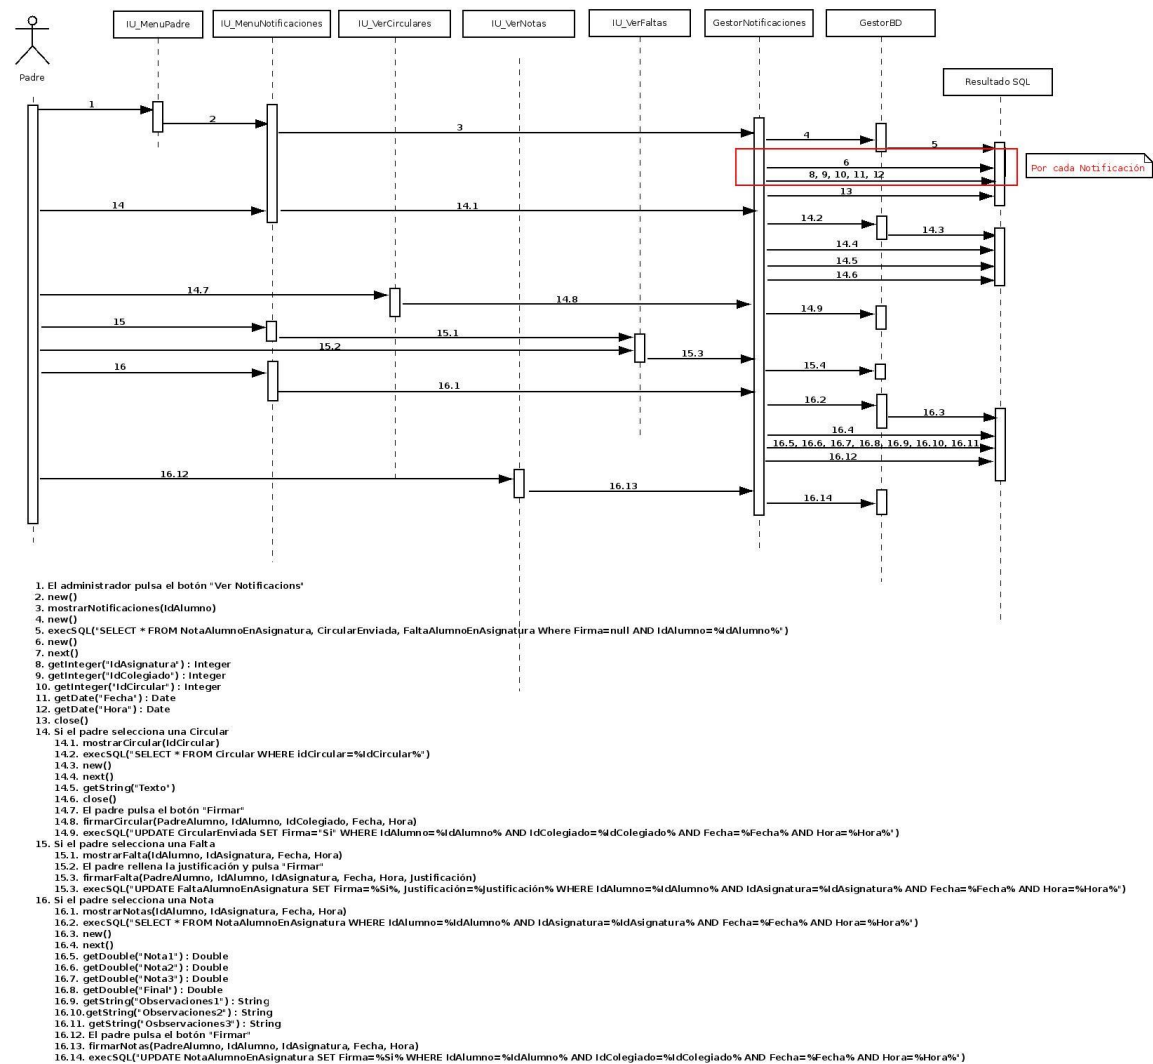 IU_MenuPadre
IU_MenuNotificaciones
IU_VerCirculares
IU_VerNotas
IU_VerFaltas
GestorNotificaciones
GestorBD
Padre
Resultado SQL
1
2
3
4
5
6
8, 9, 10, 11, 12
Por cada Notificación
13
14
14.1
14.2
14.3
14.4
14.5
14.6
14.7
14.8
14.9
15
15.1
15.2
15.3
15.4
16
16.1
16.2
16.3
16.4
16.5, 16.6, 16.7, 16.8, 16.9, 16.10, 16.11
16.12
16.12
16.13
16.14
1. El administrador pulsa el botón "Ver Notificacions"
2. new()
3. mostrarNotificaciones(IdAlumno)
4. new()
5. execSQL("SELECT * FROM NotaAlumnoEnAsignatura, CircularEnviada, FaltaAlumnoEnAsignatura Where Firma=null AND IdAlumno=%IdAlumno%")
6. new()
7. next()
8. getInteger("IdAsignatura") : Integer
9. getInteger("IdColegiado") : Integer
10. getInteger("IdCircular") : Integer
11. getDate("Fecha") : Date
12. getDate("Hora") : Date
13. close()
14. Si el padre selecciona una Circular
14.1. mostrarCircular(IdCircular)
14.2. execSQL("SELECT * FROM Circular WHERE idCircular=%IdCircular%")
14.3. new()
14.4. next()
14.5. getString("Texto")
14.6. close()
14.7. El padre pulsa el botón "Firmar"
14.8. firmarCircular(PadreAlumno, IdAlumno, IdColegiado, Fecha, Hora)
14.9. execSQL("UPDATE CircularEnviada SET Firma="Si" WHERE IdAlumno=%IdAlumno% AND IdColegiado=%IdColegiado% AND Fecha=%Fecha% AND Hora=%Hora%")
15. Si el padre selecciona una Falta
15.1. mostrarFalta(IdAlumno, IdAsignatura, Fecha, Hora)
15.2. El padre rellena la justificación y pulsa "Firmar"
15.3. firmarFalta(PadreAlumno, IdAlumno, IdAsignatura, Fecha, Hora, Justificación)
15.3. execSQL("UPDATE FaltaAlumnoEnAsignatura SET Firma=%Si%, Justificación=%Justificación% WHERE IdAlumno=%IdAlumno% AND IdAsignatura=%IdAsignatura% AND Fecha=%Fecha% AND Hora=%Hora%")
16. Si el padre selecciona una Nota
16.1. mostrarNotas(IdAlumno, IdAsignatura, Fecha, Hora)
16.2. execSQL("SELECT * FROM NotaAlumnoEnAsignatura WHERE IdAlumno=%IdAlumno% AND IdAsignatura=%IdAsignatura% AND Fecha=%Fecha% AND Hora=%Hora%")
16.3. new()
16.4. next()
16.5. getDouble("Nota1") : Double
16.6. getDouble("Nota2") : Double
16.7. getDouble("Nota3") : Double
16.8. getDouble("Final") : Double
16.9. getString("Observaciones1") : String
16.10.getString("Observaciones2") : String
16.11. getString("Osbservaciones3") : String
16.12. El padre pulsa el botón "Firmar"
16.13. firmarNotas(PadreAlumno, IdAlumno, IdAsignatura, Fecha, Hora)
16.14. execSQL("UPDATE NotaAlumnoEnAsignatura SET Firma=%Si% WHERE IdAlumno=%IdAlumno% AND IdColegiado=%IdColegiado% AND Fecha=%Fecha% AND Hora=%Hora%")